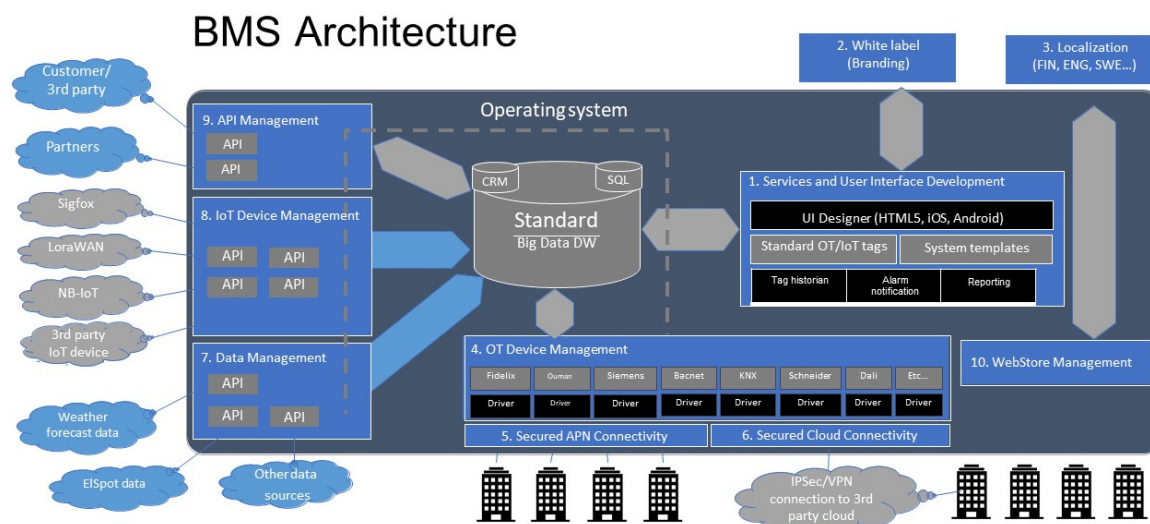 BMS Architecture
Customer/
3rd party
Partners
Sigfox
LoraWAN
NB-IoT
3rd party
IoT device
Weather
forecast data
ElSpot data
Other data
sources
9. API Management
API
API
8. IoT Device Management
API API
API API
7. Data Management
API
API API
Operating system
CRM
SQL
Standard
Big Data DW
2. White label
(Branding)
3. Localization
(FIN, ENG, SWE...)
1. Services and User Interface Development
UI Designer (HTML5, iOS, Android)
Standard OT/IoT tags
System templates
Tag historian
Alarm
notification
Reporting
10. WebStore Management
4. OT Device Management
Fidelix Ouman Siemens Bacnet KNX Schneider Dali Etc...
Driver Driver Driver Driver Driver Driver Driver Driver
5. Secured APN Connectivity
6. Secured Cloud Connectivity
IPSec/VPN
connection to 3rd
party cloud